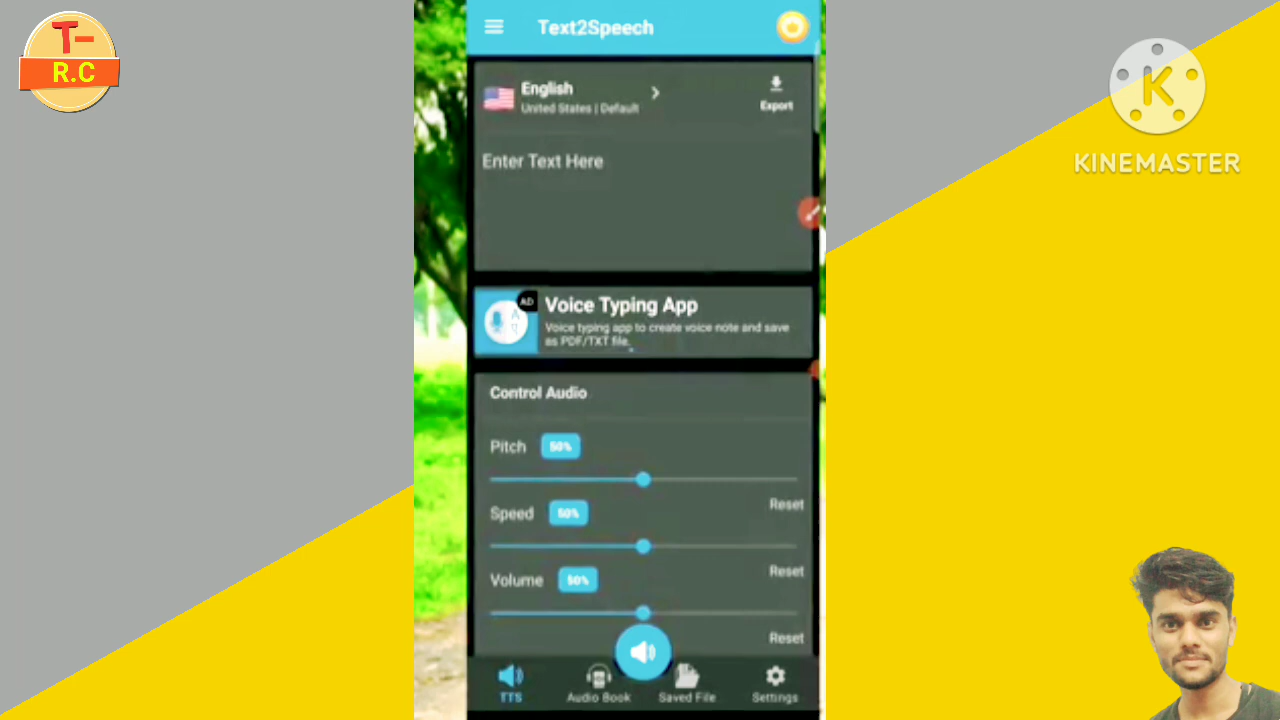 T-
R.C
K
KINEMASTER
Text2Speech
English
United States | Default
Export
Enter Text Here
AD
Voice Typing App
Voice typing app to create voice note and save
as PDF/TXT file.
Control Audio
Pitch 50%
Reset
Speed 50%
Reset
Volume 50%
Reset
TTS
Audio Book
Saved File
Settings